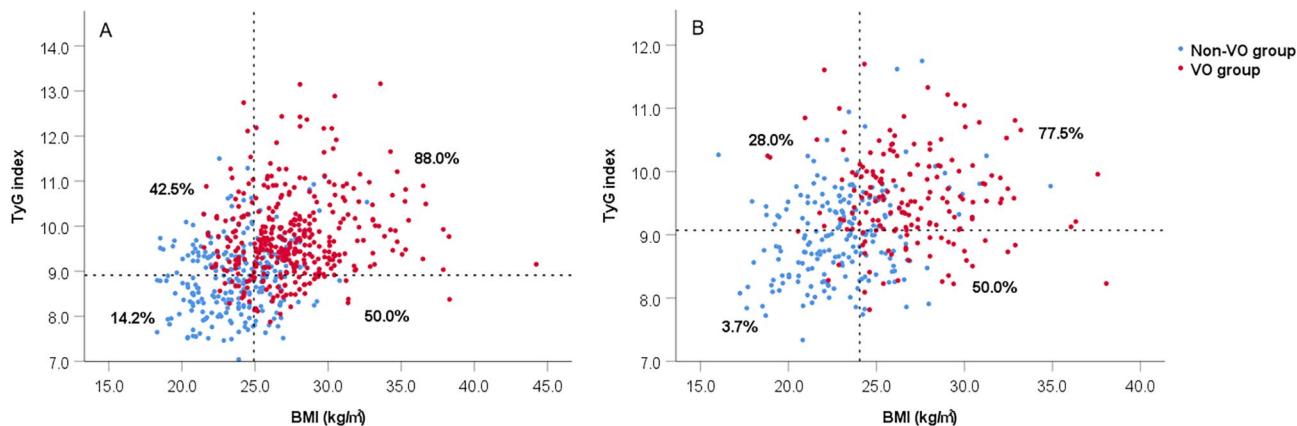 A
14.0
13.0
12.0
11.0
10.0
9.0
8.0
7.0
TyG index
88.0%
42.5%
14.2%
50.0%
15.0 20.0 25.0 30.0 35.0 40.0 45.0
BMI (kg/m²)
B
12.0
11.0
10.0
9.0
8.0
7.0
TyG index
28.0%
77.5%
3.7%
50.0%
15.0 20.0 25.0 30.0 35.0 40.0
BMI (kg/m²)
Non-VO group
VO group